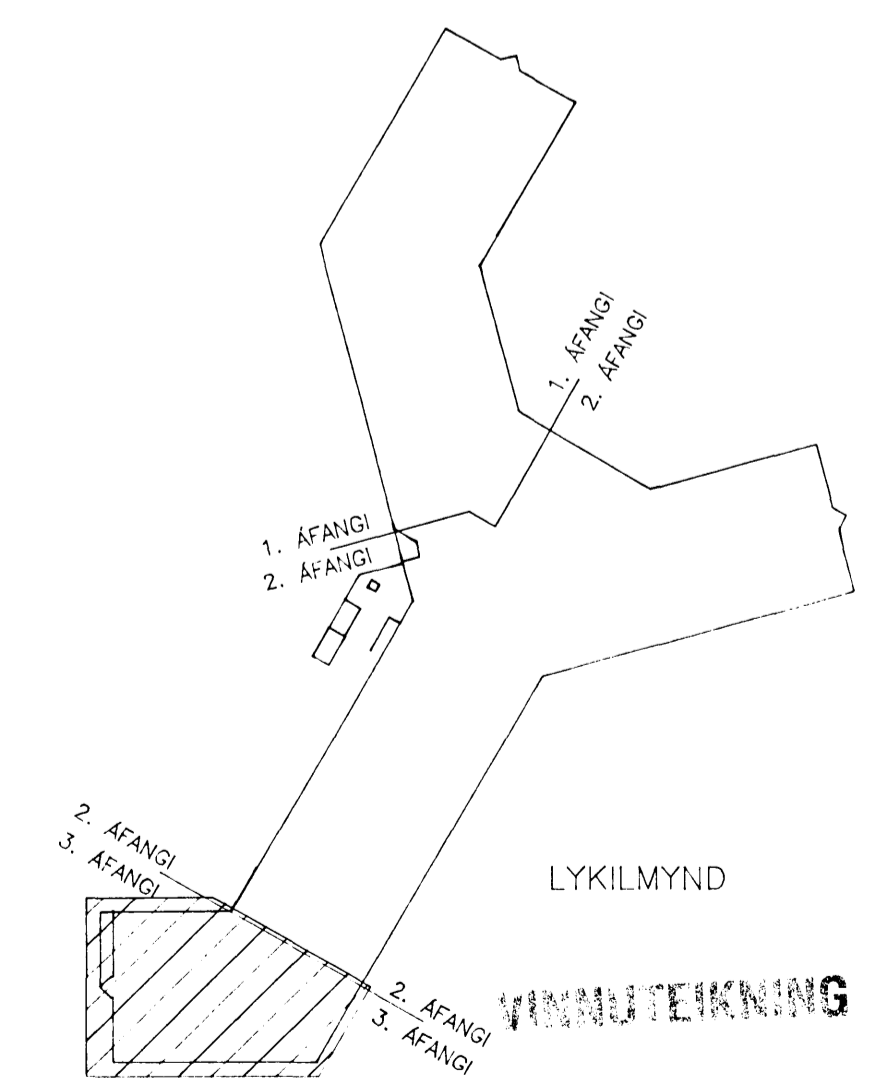 1. ÁFANGI
2. ÁFANGI
1. ÁFANGI
2. ÁFANGI
2. ÁFANGI
3. ÁFANGI
LYKILMYND
2. ÁFANGI
3. ÁFANGI
VINNUTEIKNING